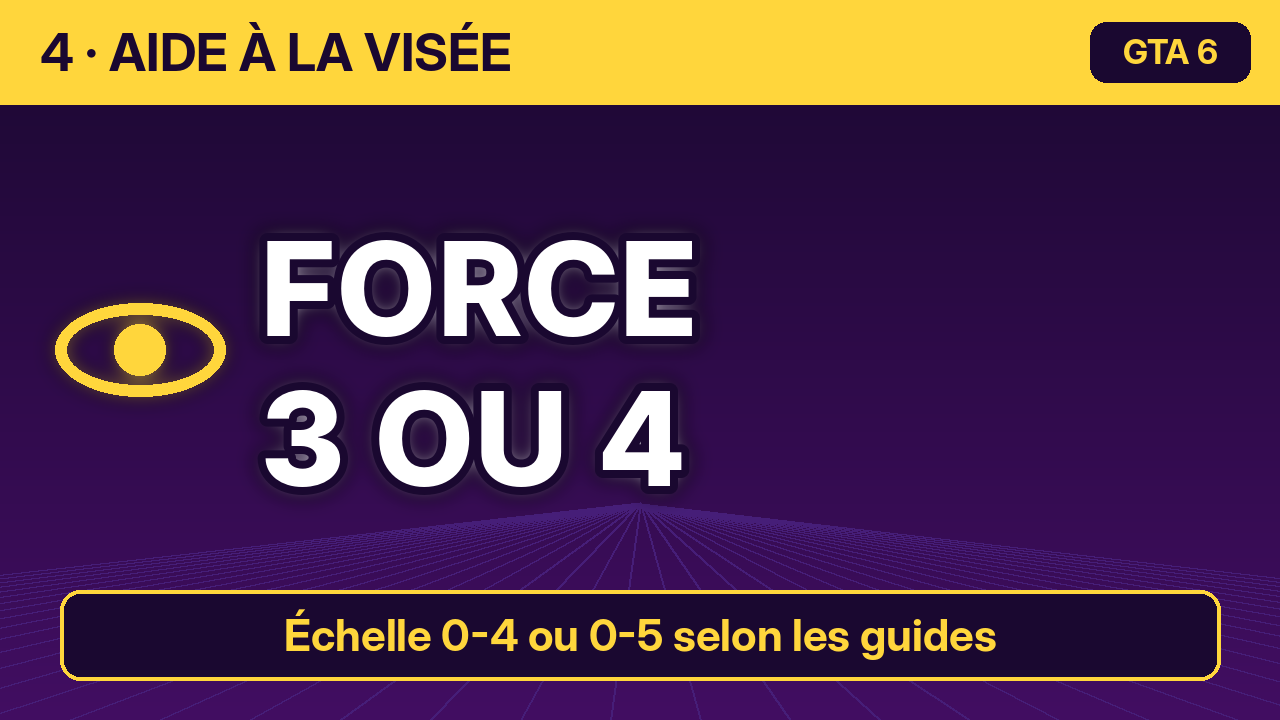 4 · AIDE À LA VISÉE
GTA 6
FORCE
3 OU 4
Échelle 0-4 ou 0-5 selon les guides